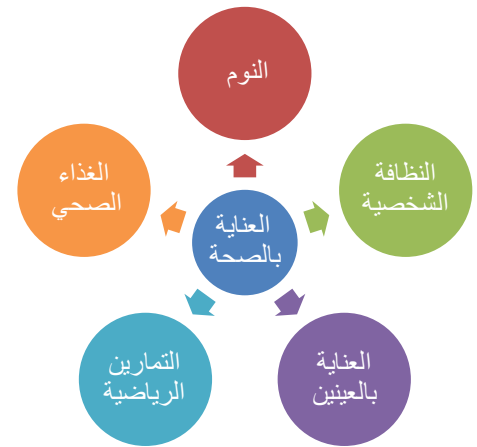 النوم
النظافة
الشخصية
الغذاء
الصحي
العناية
بالصحة
العناية
بالعينين
التمارين
الرياضية